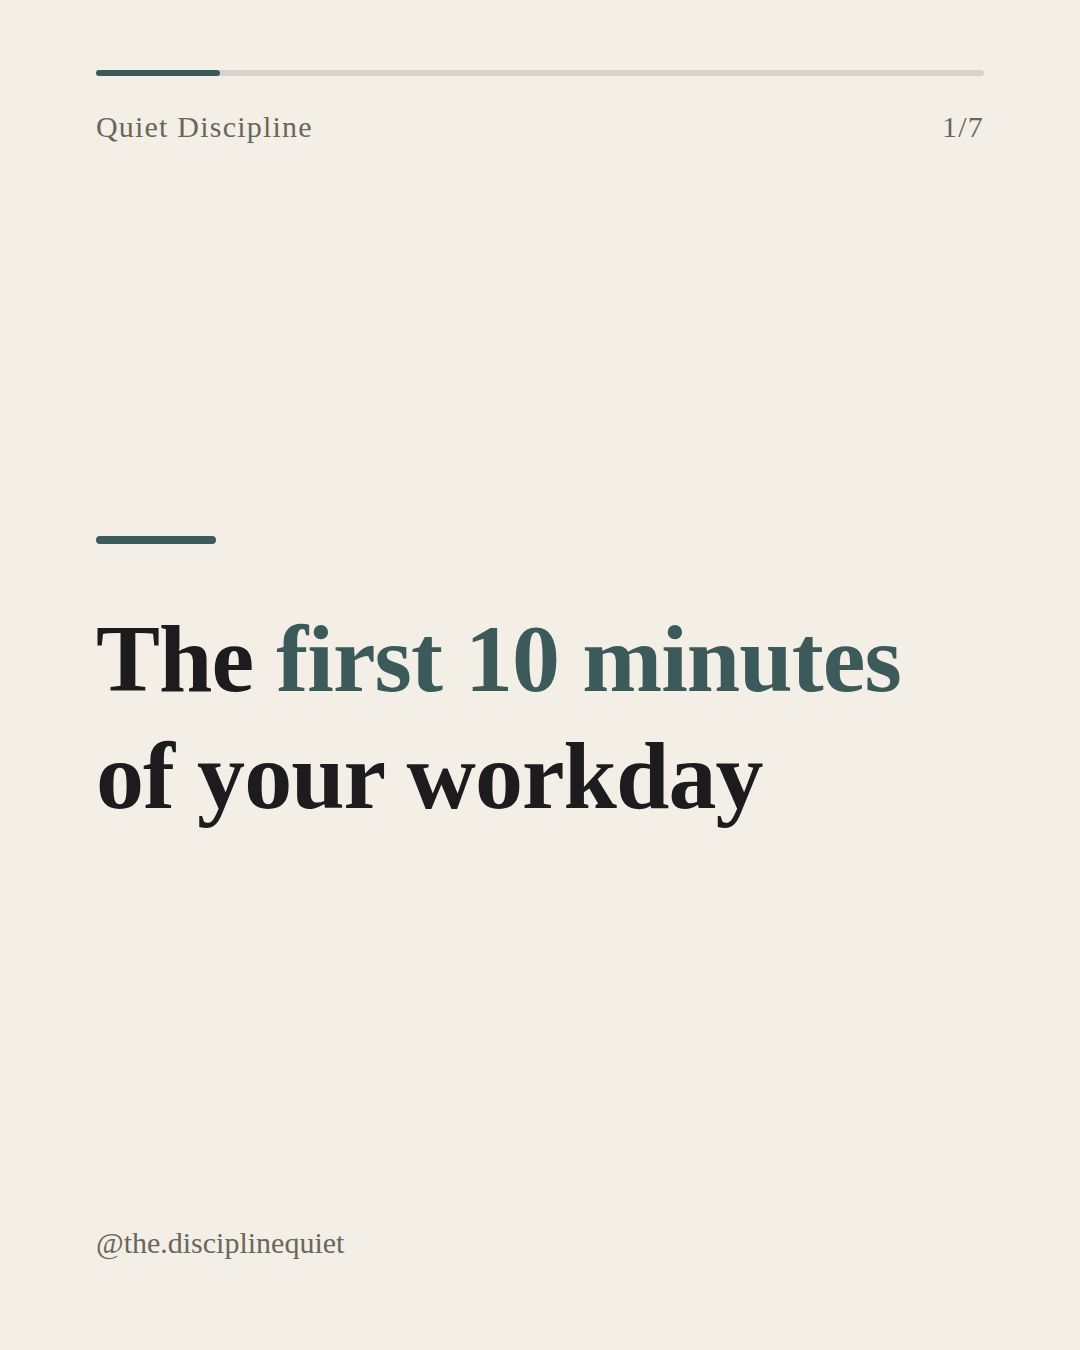 Quiet Discipline
1/7
The first 10 minutes
of your workday
@the.disciplinequiet